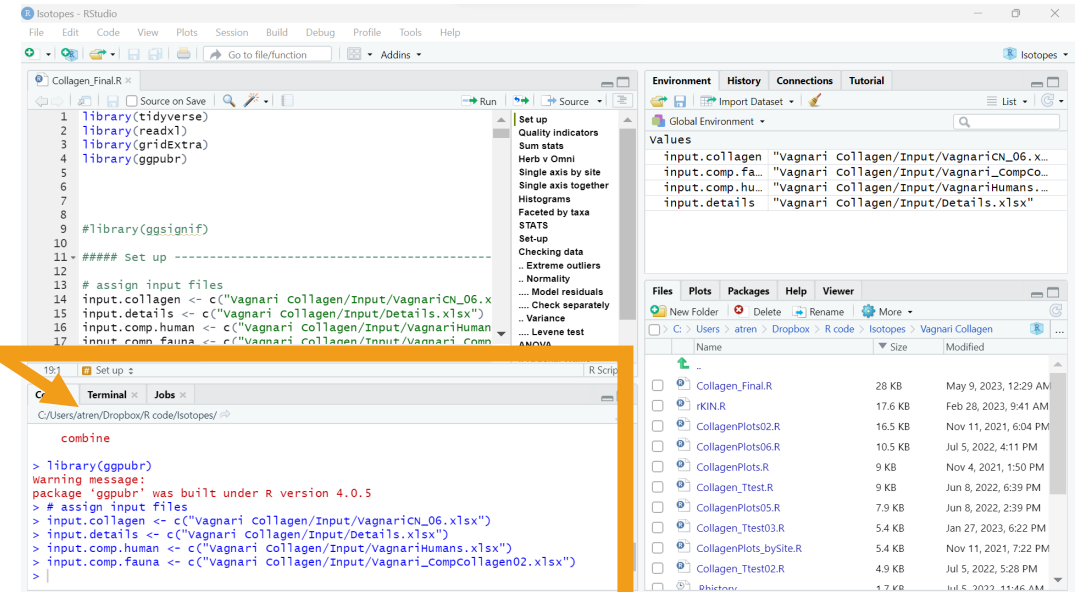 Isotopes - RStudio
File Edit Code View Plots Session Build Debug Profile Tools Help
Go to file/function Addins Isotopes
Collagen_Final.R
Source on Save Run Source
1 library(tidyverse)
2 library(readxl)
3 library(gridExtra)
4 library(ggpubr)
5
6
7
8
9 #library(ggsignif)
10
11 ##### Set up ----------------------------------------
12
13 # assign input files
14 input.collagen <- c("Vagnari Collagen/Input/VagnariCN_06.x
15 input.details <- c("Vagnari Collagen/Input/Details.xlsx")
16 input.comp.human <- c("Vagnari Collagen/Input/VagnariHuman
17 input.comp.fauna <- c("Vagnari Collagen/Input/Vagnari_Comp
19:1 # Set up R Scrip
Set up
Quality indicators
Sum stats
Herb v Omni
Single axis by site
Single axis together
Histograms
Faceted by taxa
STATS
Set-up
Checking data
.. Extreme outliers
.. Normality
.... Model residuals
.... Check separately
.. Variance
.... Levene test
ANOVA
Terminal Jobs
C:/Users/atren/Dropbox/R code/Isotopes/
combine
> library(ggpubr)
Warning message:
package ‘ggpubr’ was built under R version 4.0.5
> # assign input files
> input.collagen <- c("Vagnari Collagen/Input/VagnariCN_06.xlsx")
> input.details <- c("Vagnari Collagen/Input/Details.xlsx")
> input.comp.human <- c("Vagnari Collagen/Input/VagnariHumans.xlsx")
> input.comp.fauna <- c("Vagnari Collagen/Input/Vagnari_CompCollagen02.xlsx")
>
Environment History Connections Tutorial
Import Dataset List
Global Environment
Values
input.collagen "Vagnari Collagen/Input/VagnariCN_06.x…
input.comp.fa… "Vagnari Collagen/Input/Vagnari_CompCo…
input.comp.hu… "Vagnari Collagen/Input/VagnariHumans.…
input.details "Vagnari Collagen/Input/Details.xlsx"
Files Plots Packages Help Viewer
New Folder Delete Rename More
C: > Users > atren > Dropbox > R code > Isotopes > Vagnari Collagen ...
Name Size Modified
..
Collagen_Final.R 28 KB May 9, 2023, 12:29 AM
rKIN.R 17.6 KB Feb 28, 2023, 9:41 AM
CollagenPlots02.R 16.5 KB Nov 11, 2021, 6:04 PM
CollagenPlots06.R 10.5 KB Jul 5, 2022, 4:11 PM
CollagenPlots.R 9 KB Nov 4, 2021, 1:50 PM
Collagen_Ttest.R 9 KB Jun 8, 2022, 6:39 PM
CollagenPlots05.R 7.9 KB Jun 8, 2022, 2:39 PM
Collagen_Ttest03.R 5.4 KB Jan 27, 2023, 6:22 PM
CollagenPlots_bySite.R 5.4 KB Nov 11, 2021, 7:22 PM
Collagen_Ttest02.R 4.9 KB Jul 5, 2022, 5:28 PM
.Rhistory 1.7 KB Jul 5, 2022, 11:46 AM